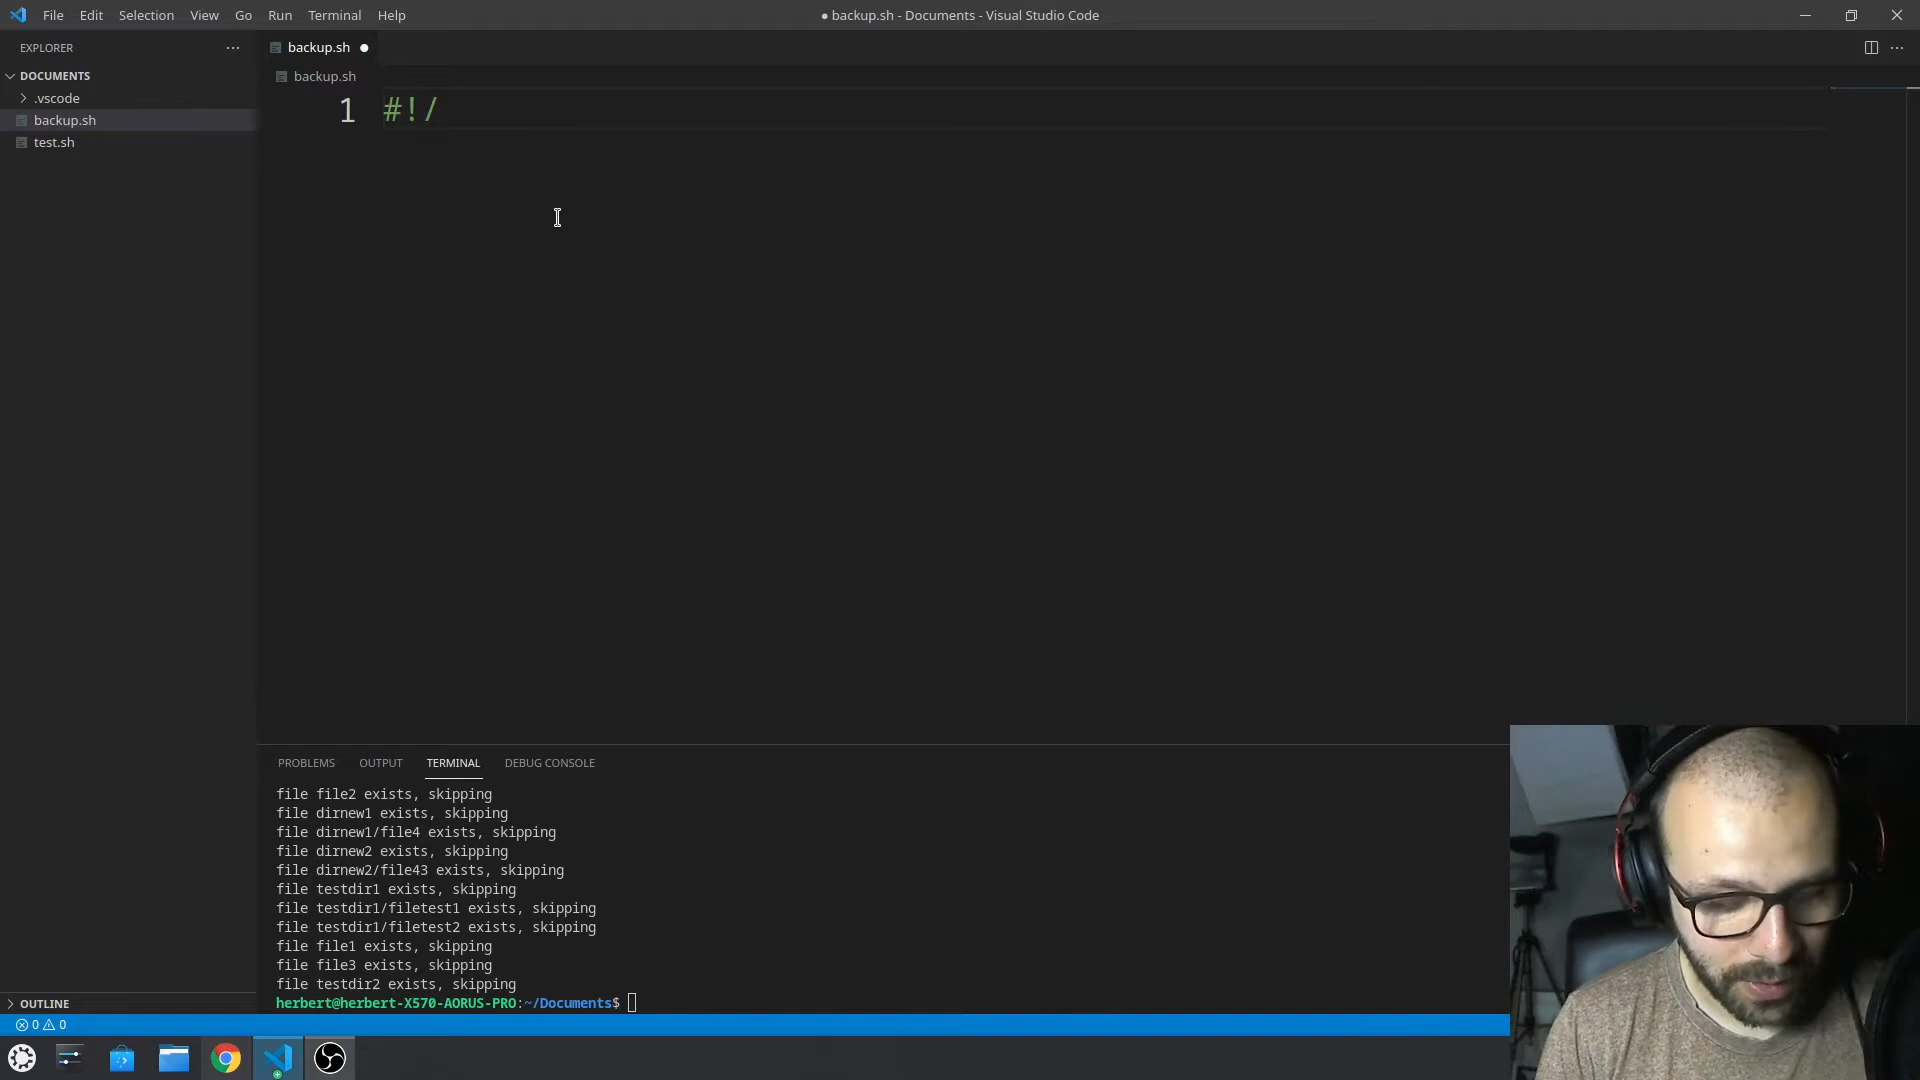 File Edit Selection View Go Run Terminal Help
● backup.sh - Documents - Visual Studio Code
EXPLORER
DOCUMENTS
.vscode
backup.sh
test.sh
OUTLINE
backup.sh
backup.sh
1 #!/
PROBLEMS OUTPUT TERMINAL DEBUG CONSOLE
file file2 exists, skipping
file dirnew1 exists, skipping
file dirnew1/file4 exists, skipping
file dirnew2 exists, skipping
file dirnew2/file43 exists, skipping
file testdir1 exists, skipping
file testdir1/filetest1 exists, skipping
file testdir1/filetest2 exists, skipping
file file1 exists, skipping
file file3 exists, skipping
file testdir2 exists, skipping
herbert@herbert-X570-AORUS-PRO:~/Documents$
0 0